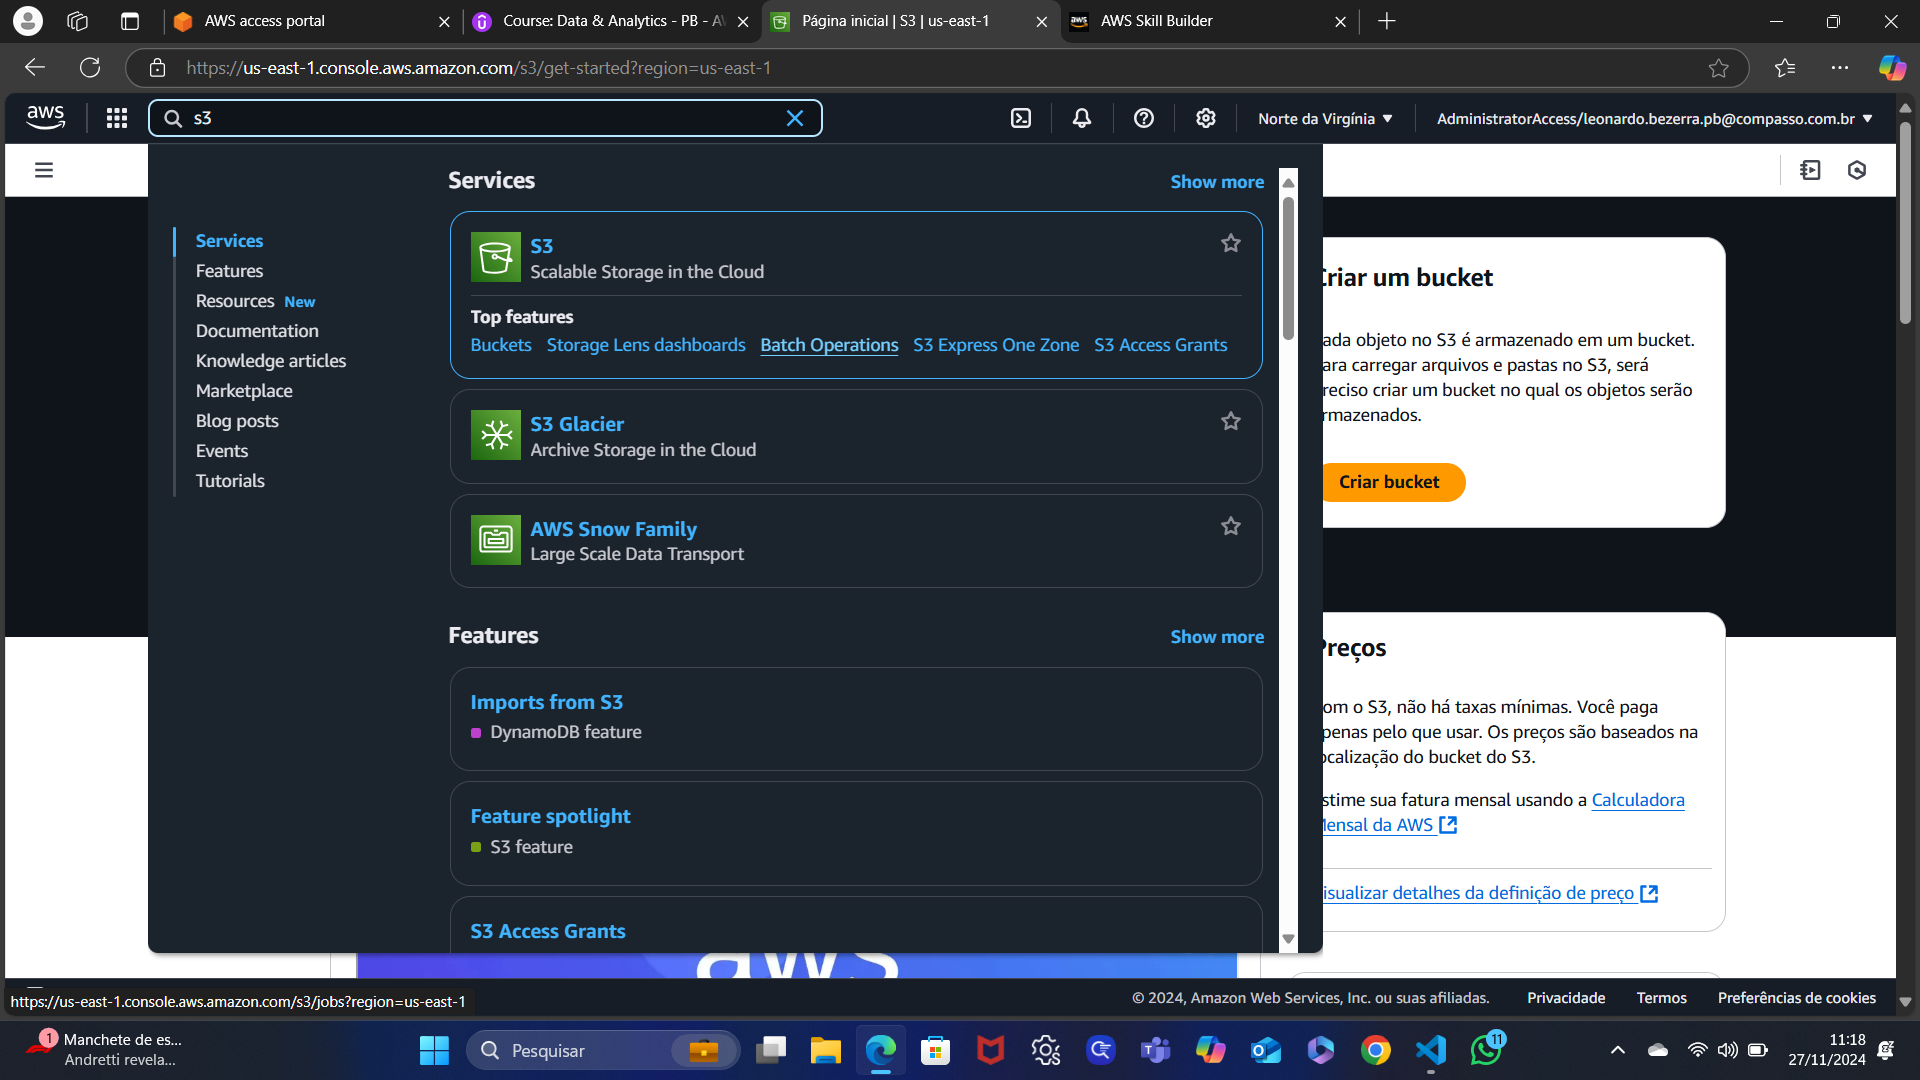 AWS access portal
Course: Data & Analytics - PB -
Página inicial | S3 | us-east-1
AWS Skill Builder
https://us-east-1.console.aws.amazon.com/s3/get-started?region=us-east-1
aws
s3
Norte da Virgínia
AdministratorAccess/leonardo.bezerra.pb@compasso.com.br
Services
Features
Resources New
Documentation
Knowledge articles
Marketplace
Blog posts
Events
Tutorials
Services
Show more
S3
Scalable Storage in the Cloud
Top features
Buckets Storage Lens dashboards Batch Operations S3 Express One Zone S3 Access Grants
S3 Glacier
Archive Storage in the Cloud
AWS Snow Family
Large Scale Data Transport
Features
Show more
Imports from S3
DynamoDB feature
Feature spotlight
S3 feature
S3 Access Grants
aws
Criar um bucket
ada objeto no S3 é armazenado em um bucket.
ara carregar arquivos e pastas no S3, será
reciso criar um bucket no qual os objetos serão
rmazenados.
Criar bucket
Preços
om o S3, não há taxas mínimas. Você paga
penas pelo que usar. Os preços são baseados na
ocalização do bucket do S3.
stime sua fatura mensal usando a Calculadora
Mensal da AWS
isualizar detalhes da definição de preço
https://us-east-1.console.aws.amazon.com/s3/jobs?region=us-east-1
© 2024, Amazon Web Services, Inc. ou suas afiliadas.
Privacidade
Termos
Preferências de cookies
1
Manchete de es...
Andretti revela...
Pesquisar
11
11:18
27/11/2024